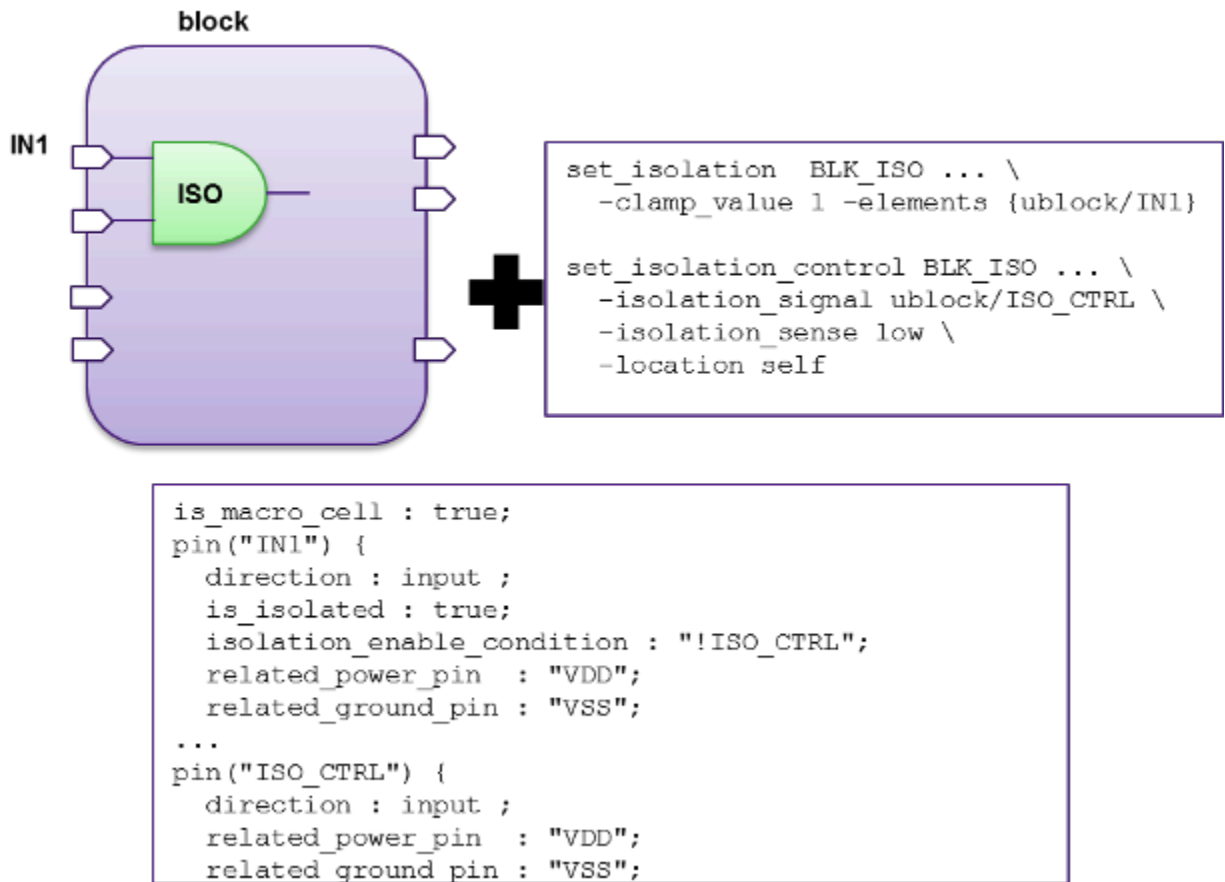 block
IN1
ISO
set_isolation  BLK_ISO ... \
  -clamp_value 1 -elements {ublock/IN1}
set_isolation_control BLK_ISO ... \
  -isolation_signal ublock/ISO_CTRL \
  -isolation_sense low \
  -location self
is_macro_cell : true;
pin("IN1") {
  direction : input ;
  is_isolated : true;
  isolation_enable_condition : "!ISO_CTRL";
  related_power_pin  : "VDD";
  related_ground_pin : "VSS";
...
pin("ISO_CTRL") {
  direction : input ;
  related_power_pin  : "VDD";
  related_ground_pin : "VSS";